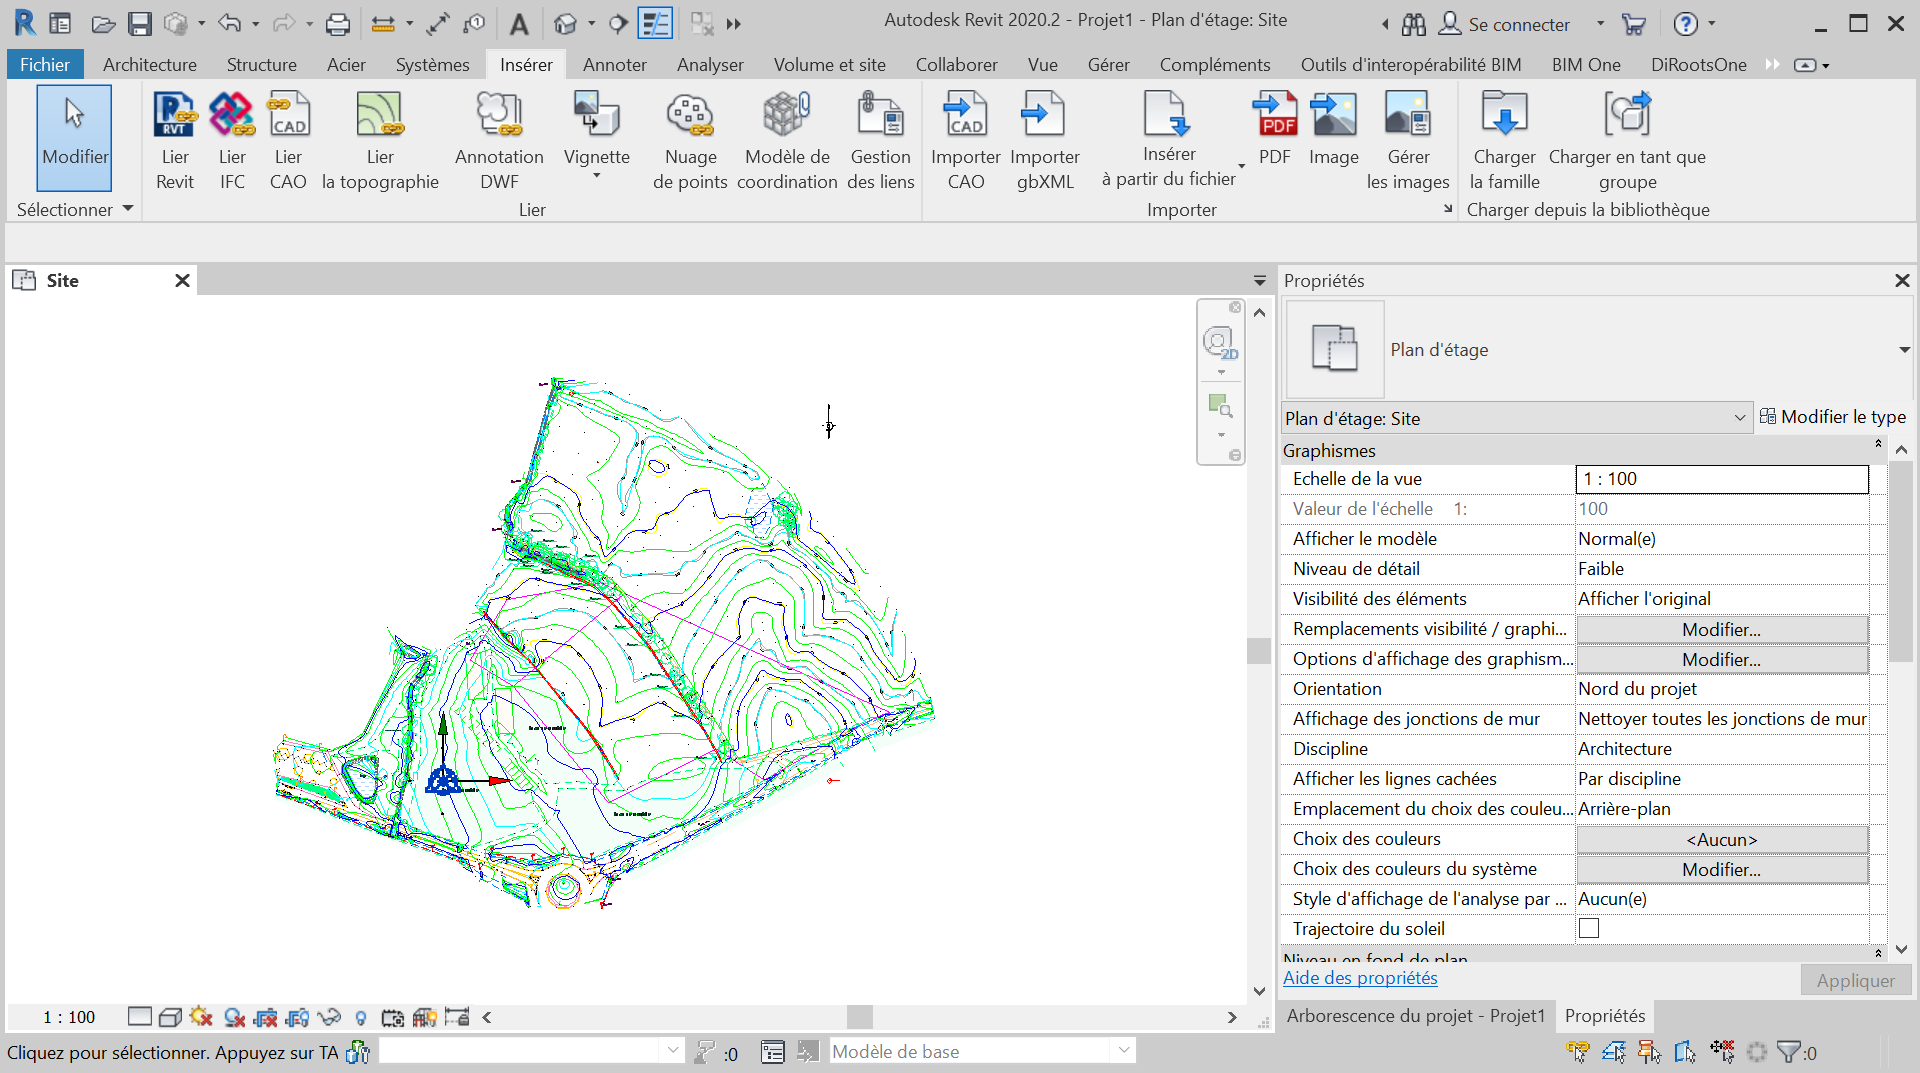 Autodesk Revit 2020.2 - Projet1 - Plan d'étage: Site
Se connecter
Fichier Architecture Structure Acier Systèmes Insérer Annoter Analyser Volume et site Collaborer Vue Gérer Compléments Outils d'interopérabilité BIM BIM One DiRootsOne
Modifier
Lier Revit
Lier IFC
Lier CAO
Lier la topographie
Annotation DWF
Vignette
Nuage de points
Modèle de coordination
Gestion des liens
Importer CAO
Importer gbXML
Insérer à partir du fichier
PDF
Image
Gérer les images
Charger la famille
Charger en tant que groupe
RVT
CAD
CAD
PDF
Sélectionner
Lier
Importer
Charger depuis la bibliothèque
Site
2D
Propriétés
Plan d'étage
Plan d'étage: Site
Modifier le type
Graphismes
Echelle de la vue 1 : 100
Valeur de l'échelle 1: 100
Afficher le modèle Normal(e)
Niveau de détail Faible
Visibilité des éléments Afficher l'original
Remplacements visibilité / graphi... Modifier...
Options d'affichage des graphism... Modifier...
Orientation Nord du projet
Affichage des jonctions de mur Nettoyer toutes les jonctions de mur
Discipline Architecture
Afficher les lignes cachées Par discipline
Emplacement du choix des couleu... Arrière-plan
Choix des couleurs <Aucun>
Choix des couleurs du système Modifier...
Style d'affichage de l'analyse par ... Aucun(e)
Trajectoire du soleil
Niveau en fond de plan
Aide des propriétés
Appliquer
Arborescence du projet - Projet1
Propriétés
1 : 100
Cliquez pour sélectionner. Appuyez sur TA
:0
Modèle de base
:0